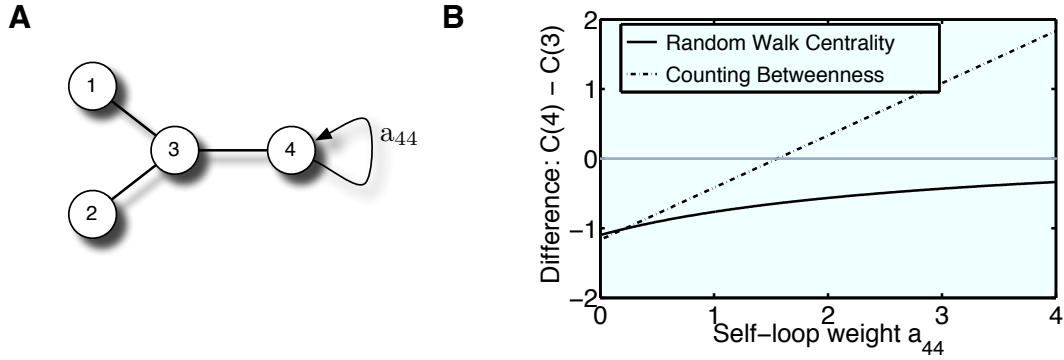 A
1
2
3
4
a44
B
Difference: C(4) − C(3)
2
1
0
−1
−2
Random Walk Centrality
Counting Betweenness
0
1
2
3
4
Self−loop weight a44